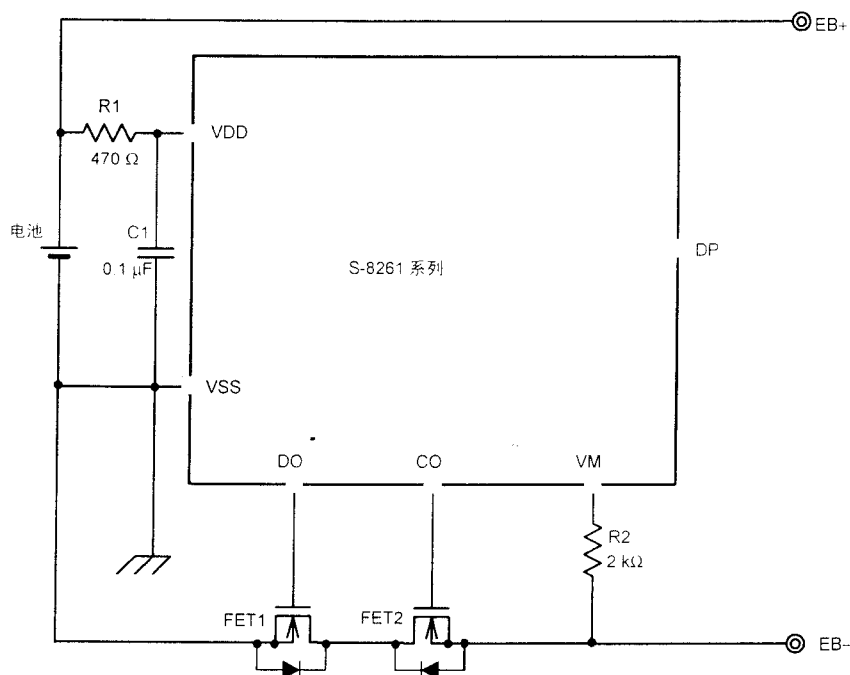 EB+
R1
VDD
470 Ω
电池
C1
DP
0.1 µF
S-8261 系列
VSS
DO
CO
VM
R2
2 kΩ
FET1
FET2
EB−